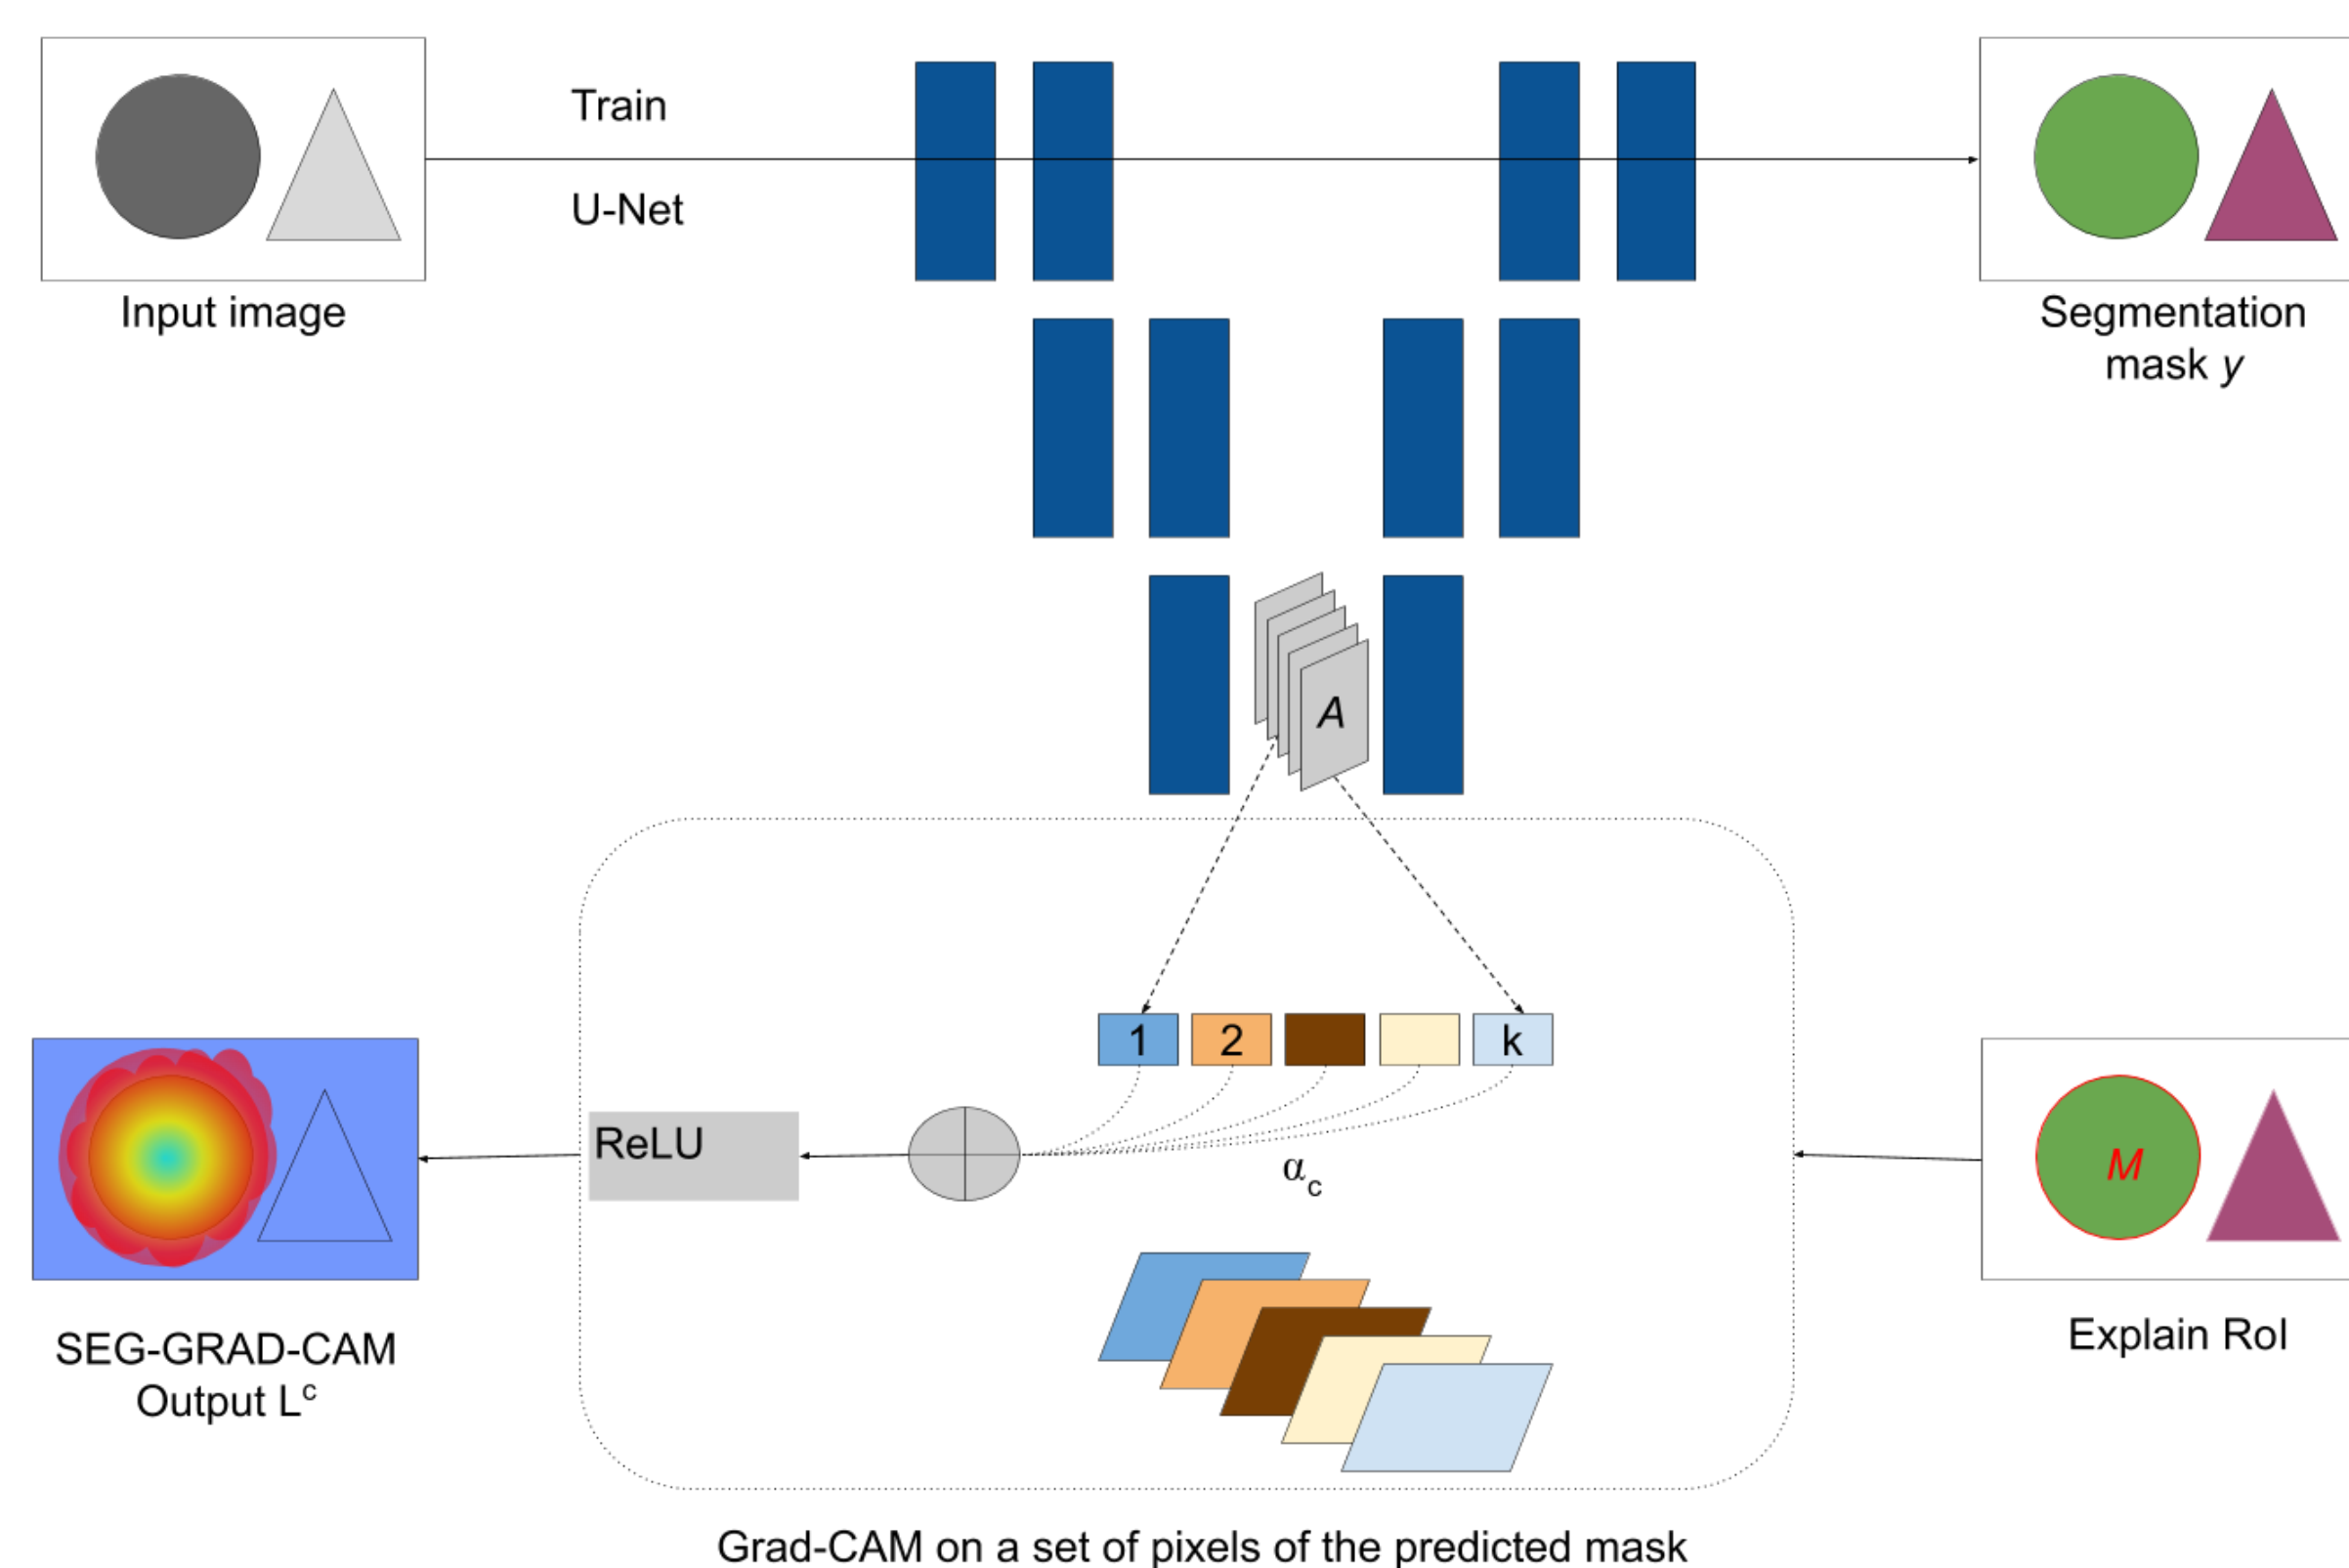 Train
U-Net
Input image
Segmentation
mask y
A
1
2
k
ReLU
αc
M
SEG-GRAD-CAM
Output Lᶜ
Explain RoI
Grad-CAM on a set of pixels of the predicted mask